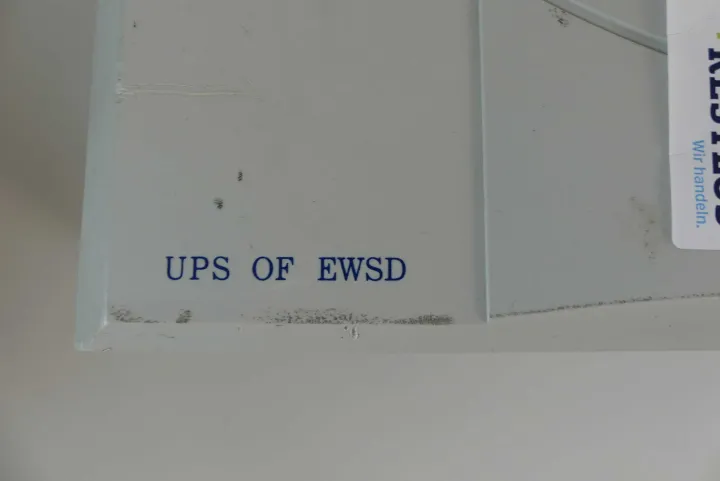 UPS OF EWSD
Wir handeln.